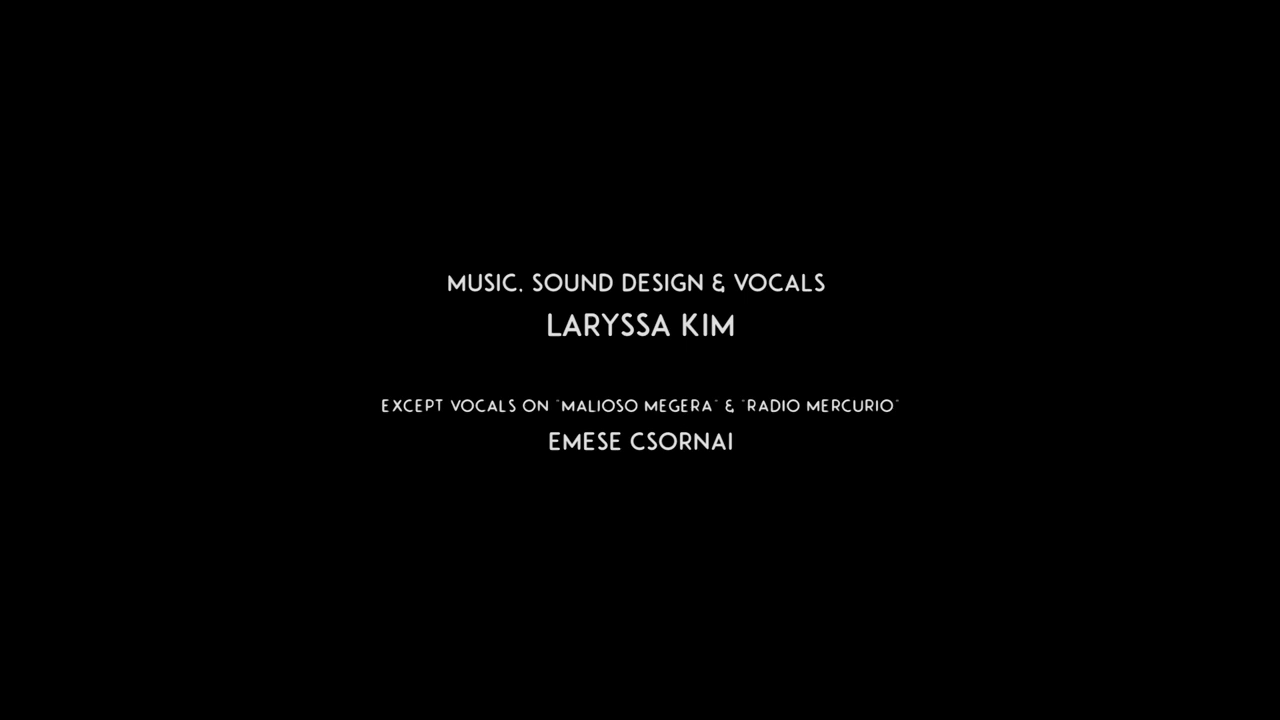 MUSIC, SOUND DESIGN & VOCALS
LARYSSA KIM
EXCEPT VOCALS ON "MALIOSO MEGERA" & "RADIO MERCURIO"
EMESE CSORNAI